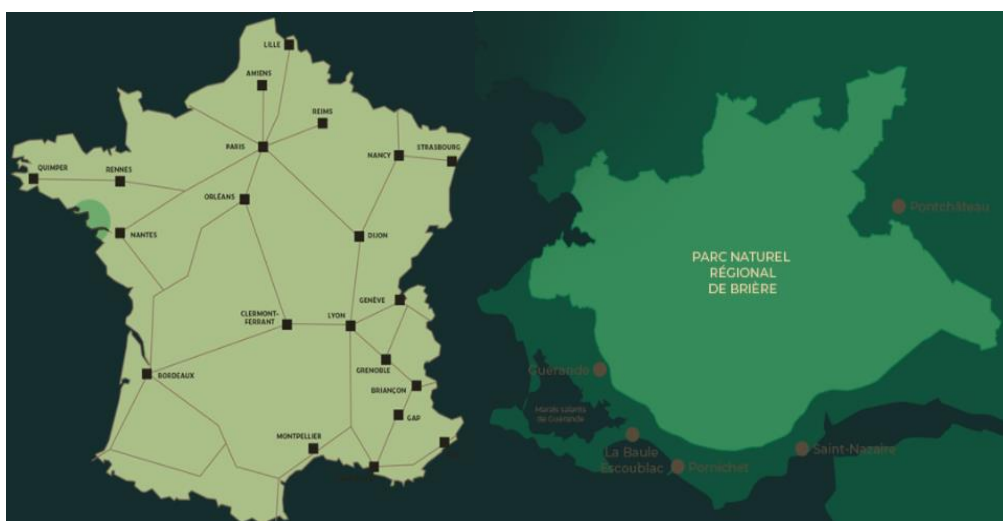 LILLE
AMIENS
REIMS
PARIS
NANCY
STRASBOURG
QUIMPER
RENNES
ORLÉANS
NANTES
DIJON
GENÈVE
CLERMONT-
FERRANT
LYON
GRENOBLE
BORDEAUX
BRIANÇON
GAP
MONTPELLIER
Pontchâteau
PARC NATUREL
RÉGIONAL
DE BRIÈRE
Guérande
Marais salants
de Guérande
La Baule
Escoublac
Pornichet
Saint-Nazaire